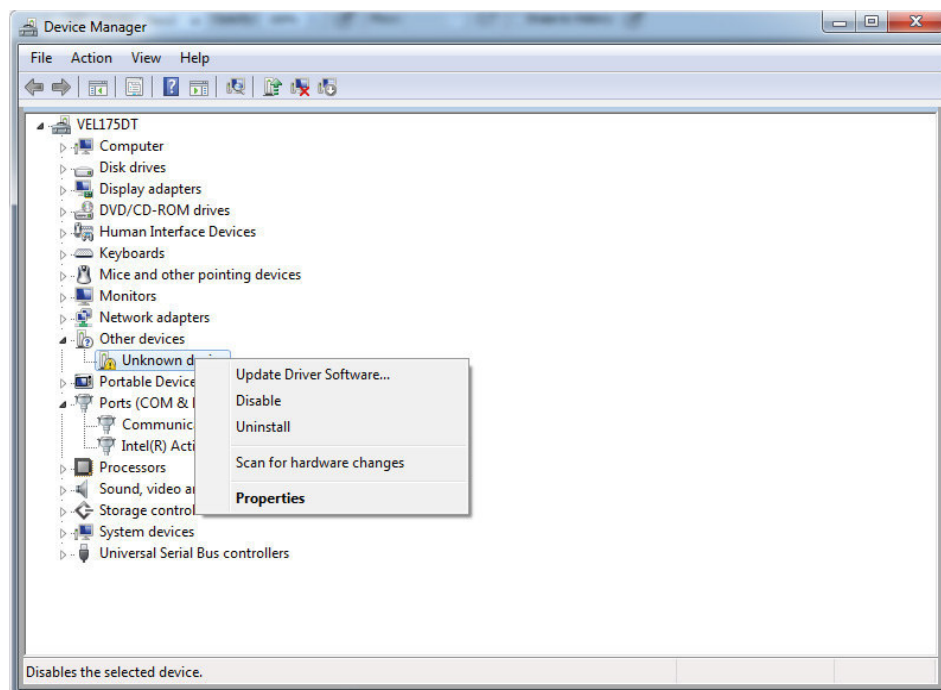 Device Manager
File Action View Help
VEL175DT
Computer
Disk drives
Display adapters
DVD/CD-ROM drives
Human Interface Devices
Keyboards
Mice and other pointing devices
Monitors
Network adapters
Other devices
Unknown
Portable Device
Ports (COM &
Communic
Intel(R) Acti
Processors
Sound, video
Storage control
System devices
Universal Serial Bus controllers
Update Driver Software...
Disable
Uninstall
Scan for hardware changes
Properties
Disables the selected device.